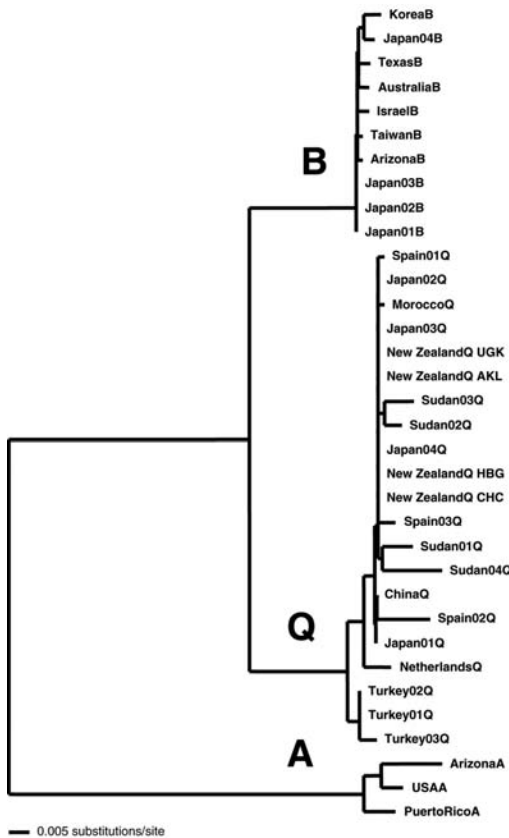 KoreaB
Japan04B
TexasB
AustraliaB
IsraelB
TaiwanB
ArizonaB
B
Japan03B
Japan02B
Japan01B
Spain01Q
Japan02Q
MoroccoQ
Japan03Q
New ZealandQ UGK
New ZealandQ AKL
Sudan03Q
Sudan02Q
Japan04Q
New ZealandQ HBG
New ZealandQ CHC
Spain03Q
Sudan01Q
Sudan04Q
ChinaQ
Spain02Q
Q
Japan01Q
NetherlandsQ
Turkey02Q
Turkey01Q
Turkey03Q
A
ArizonaA
USAA
PuertoRicoA
0.005 substitutions/site